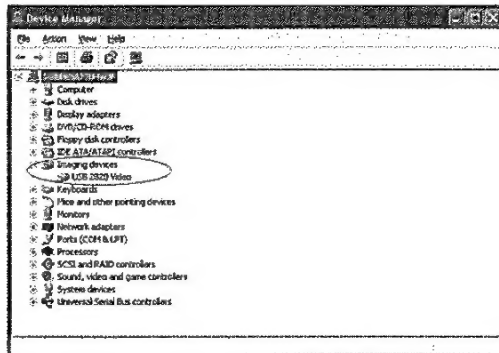 Device Manager
File Action View Help
Computer
Disk drives
Display adapters
DVD/CD-ROM drives
Floppy disk controllers
IDE ATA/ATAPI controllers
Imaging devices
USB 2820 Video
Keyboards
Mice and other pointing devices
Monitors
Network adapters
Ports (COM & LPT)
Processors
SCSI and RAID controllers
Sound, video and game controllers
System devices
Universal Serial Bus controllers